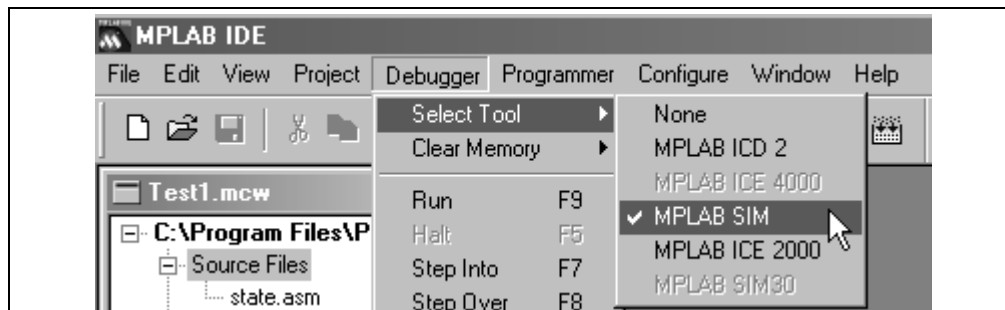 MPLAB IDE
File Edit View Project Debugger Programmer Configure Window Help
Select Tool
Clear Memory
Run F9
Halt F5
Step Into F7
Step Over F8
None
MPLAB ICD 2
MPLAB ICE 4000
MPLAB SIM
MPLAB ICE 2000
MPLAB SIM30
Test1.mcw
C:\Program Files\P
Source Files
state.asm